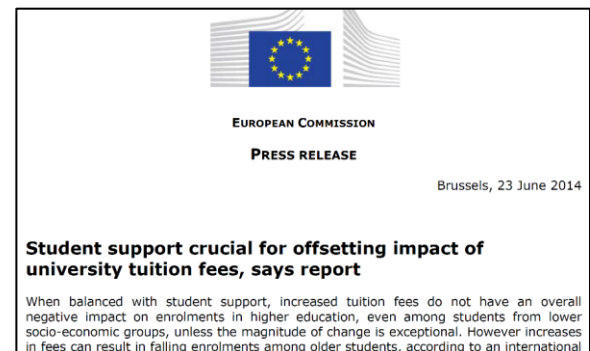 EUROPEAN COMMISSION
PRESS RELEASE
Brussels, 23 June 2014
Student support crucial for offsetting impact of
university tuition fees, says report
When balanced with student support, increased tuition fees do not have an overall
negative impact on enrolments in higher education, even among students from lower
socio-economic groups, unless the magnitude of change is exceptional. However increases
in fees can result in falling enrolments among older students, according to an international